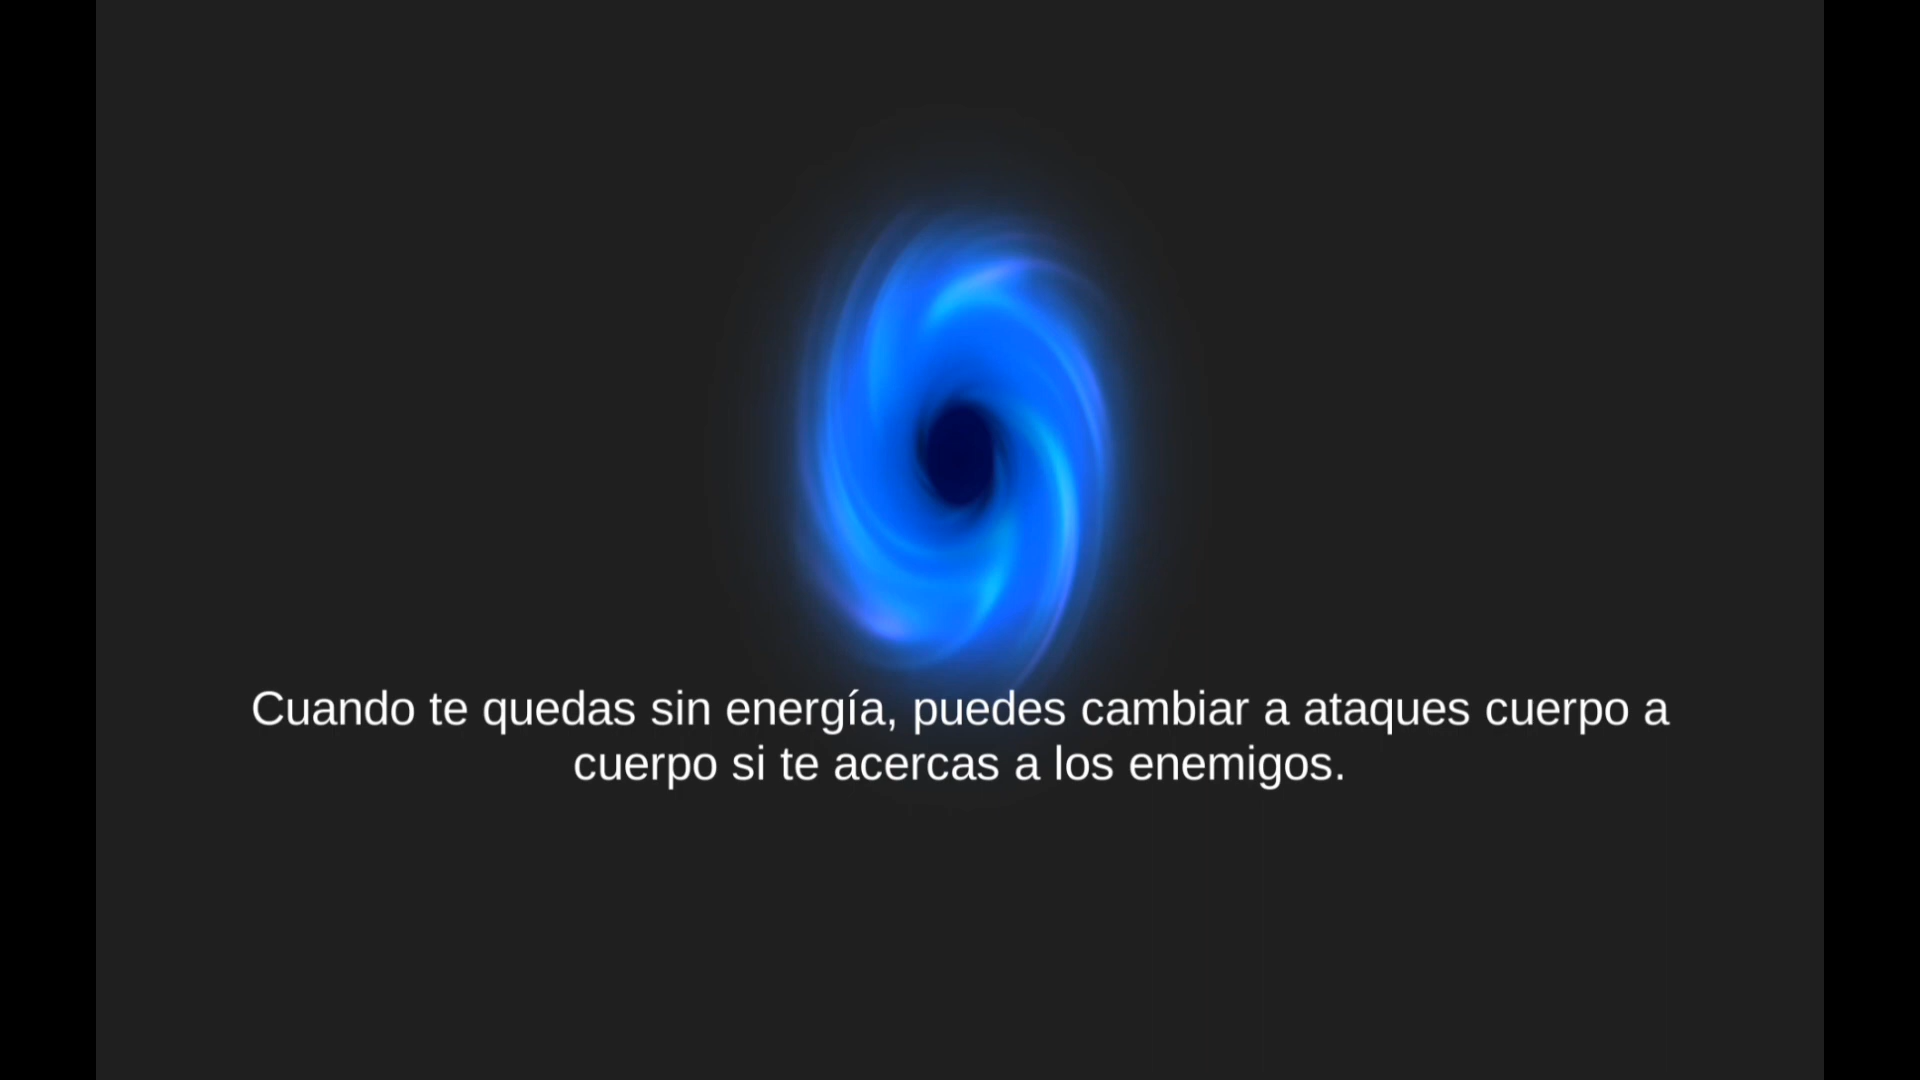 Cuando te quedas sin energía, puedes cambiar a ataques cuerpo a
cuerpo si te acercas a los enemigos.